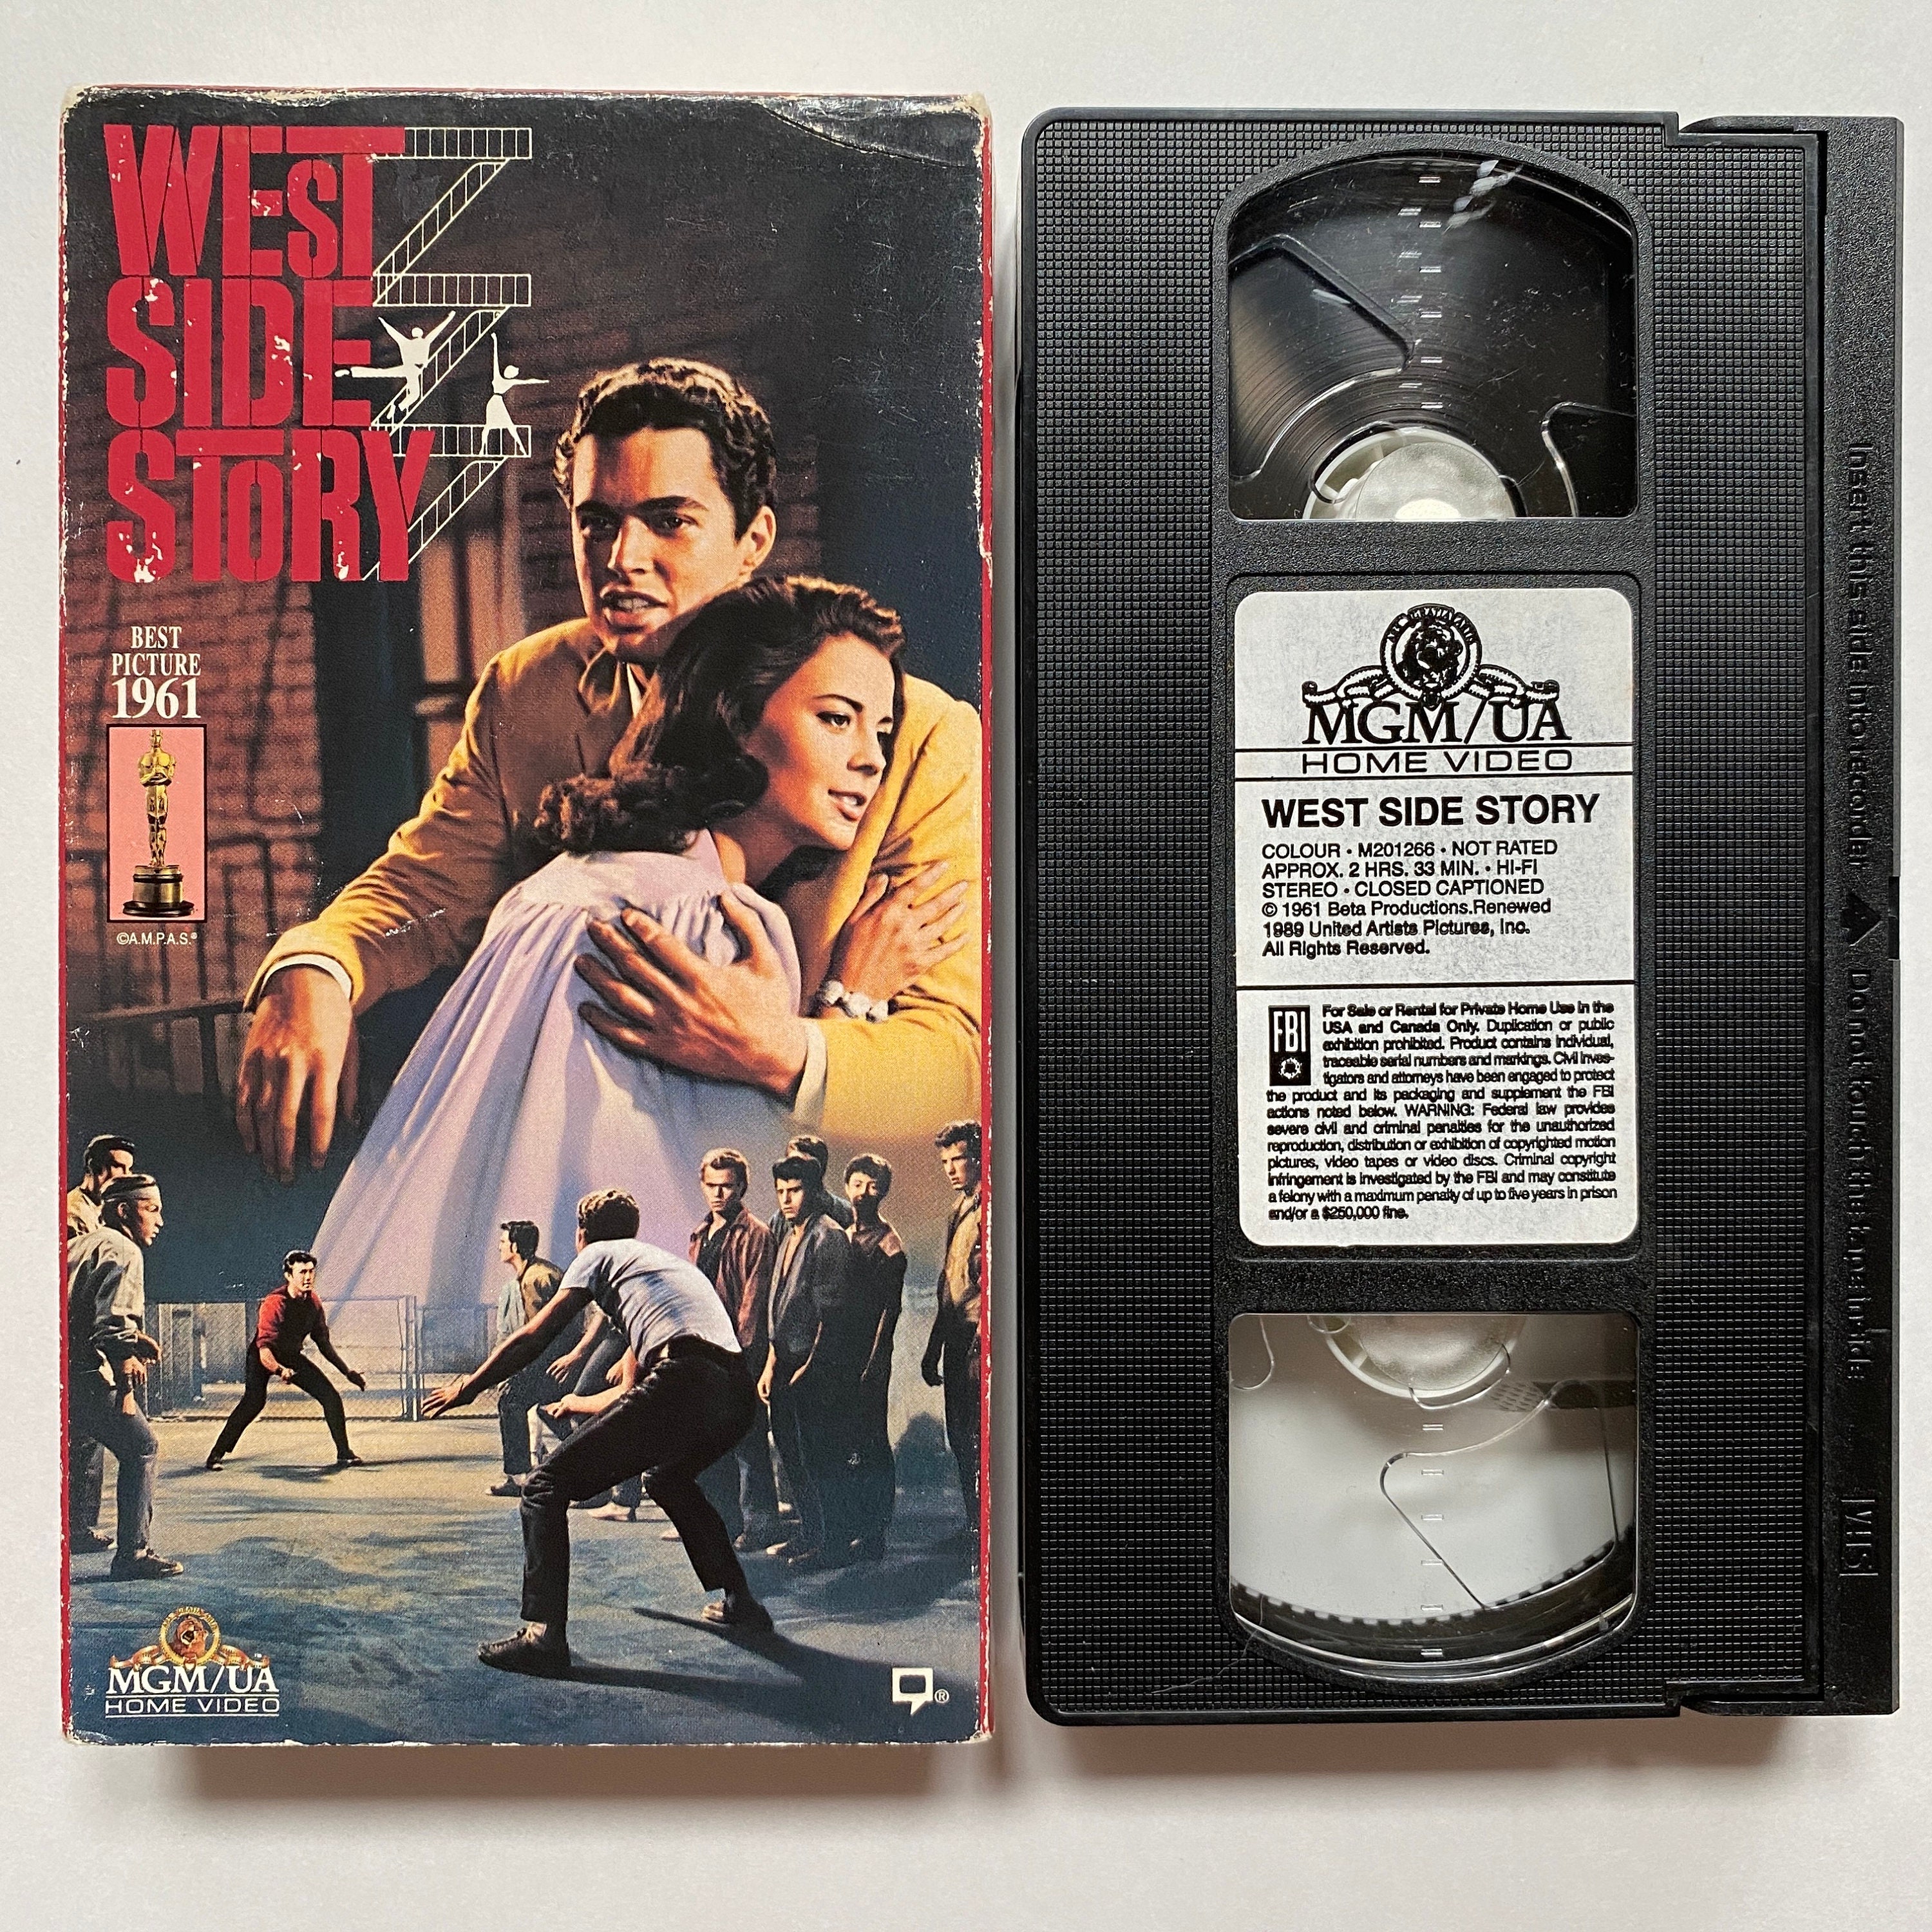 WEST
SIDE
STORY
BEST
PICTURE
1961
©A.M.P.A.S.®
MGM/UA
HOME VIDEO
®
MGM/UA
HOME VIDEO
WEST SIDE STORY
COLOUR • M201266 • NOT RATED
APPROX. 2 HRS. 33 MIN. • HI-FI
STEREO • CLOSED CAPTIONED
© 1961 Beta Productions.Renewed
1989 United Artists Pictures, Inc.
All Rights Reserved.
FBI
For Sale or Rental for Private Home Use in the
USA and Canada Only. Duplication or public
exhibition prohibited. Product contains individual,
traceable serial numbers and markings. Civil Inves-
tigators and attorneys have been engaged to protect
the product and its packaging and supplement the FBI
actions noted below. WARNING: Federal law provides
severe civil and criminal penalties for the unauthorized
reproduction, distribution or exhibition of copyrighted motion
pictures, video tapes or video discs. Criminal copyright
infringement is investigated by the FBI and may constitute
a felony with a maximum penalty of up to five years in prison
and/or a $250,000 fine.
Insert this side into recorder ▲ Do not touch the tape inside
VHS